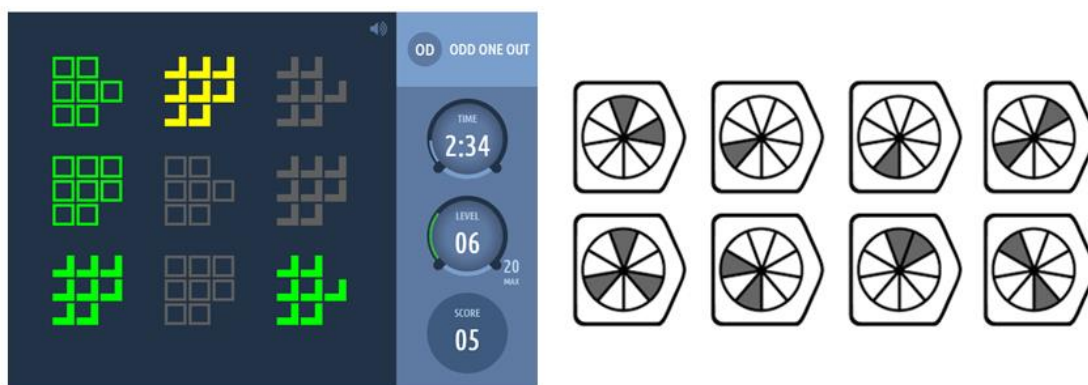 OD ODD ONE OUT
TIME
2:34
LEVEL
06
20
MAX
SCORE
05